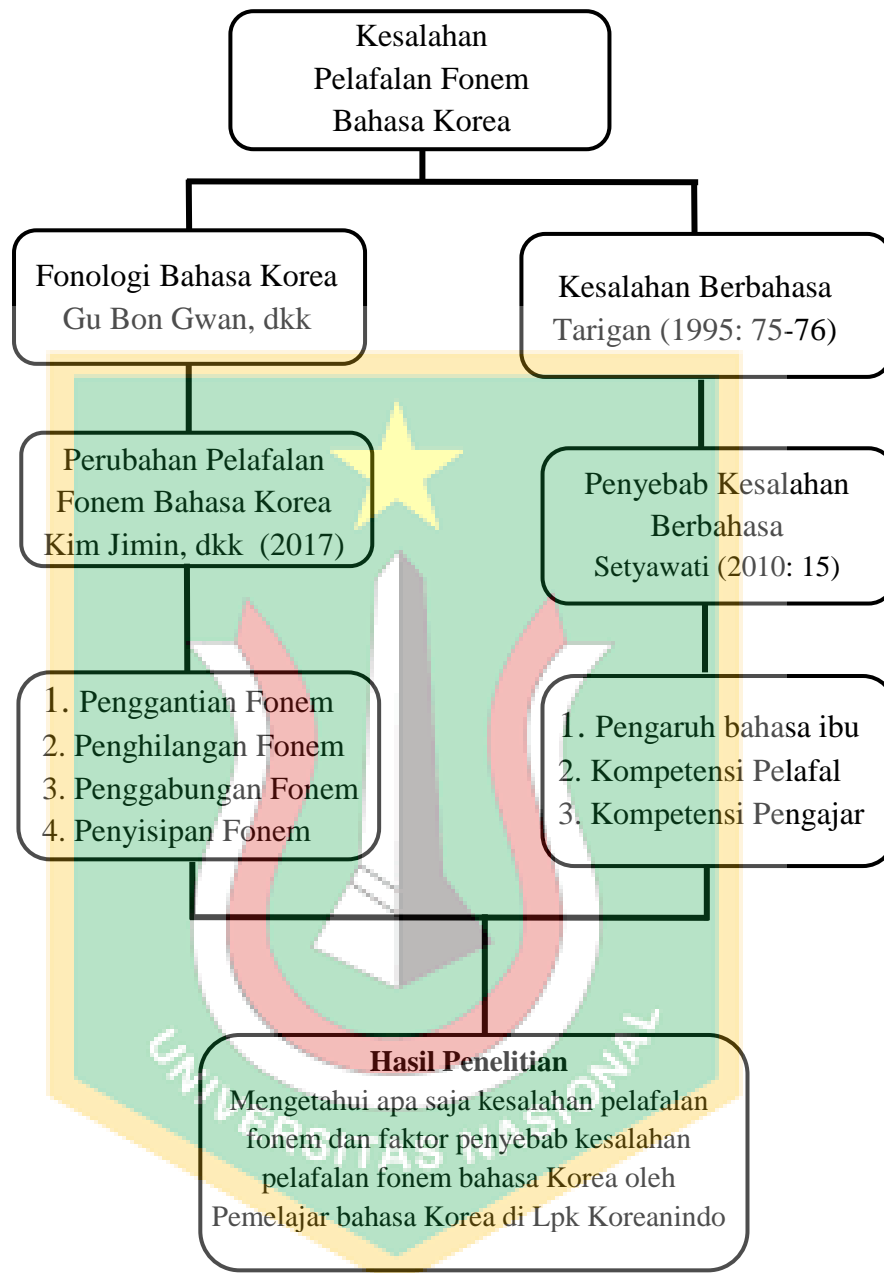 Kesalahan
Pelafalan Fonem
Bahasa Korea
Fonologi Bahasa Korea
Gu Bon Gwan, dkk
Kesalahan Berbahasa
Tarigan (1995: 75-76)
Perubahan Pelafalan
Fonem Bahasa Korea
Kim Jimin, dkk (2017)
Penyebab Kesalahan
Berbahasa
Setyawati (2010: 15)
1. Penggantian Fonem
2. Penghilangan Fonem
3. Penggabungan Fonem
4. Penyisipan Fonem
1. Pengaruh bahasa ibu
2. Kompetensi Pelafal
3. Kompetensi Pengajar
Hasil Penelitian
Mengetahui apa saja kesalahan pelafalan
fonem dan faktor penyebab kesalahan
pelafalan fonem bahasa Korea oleh
Pemelajar bahasa Korea di Lpk Koreanindo
UNIVERSITAS NASIONAL